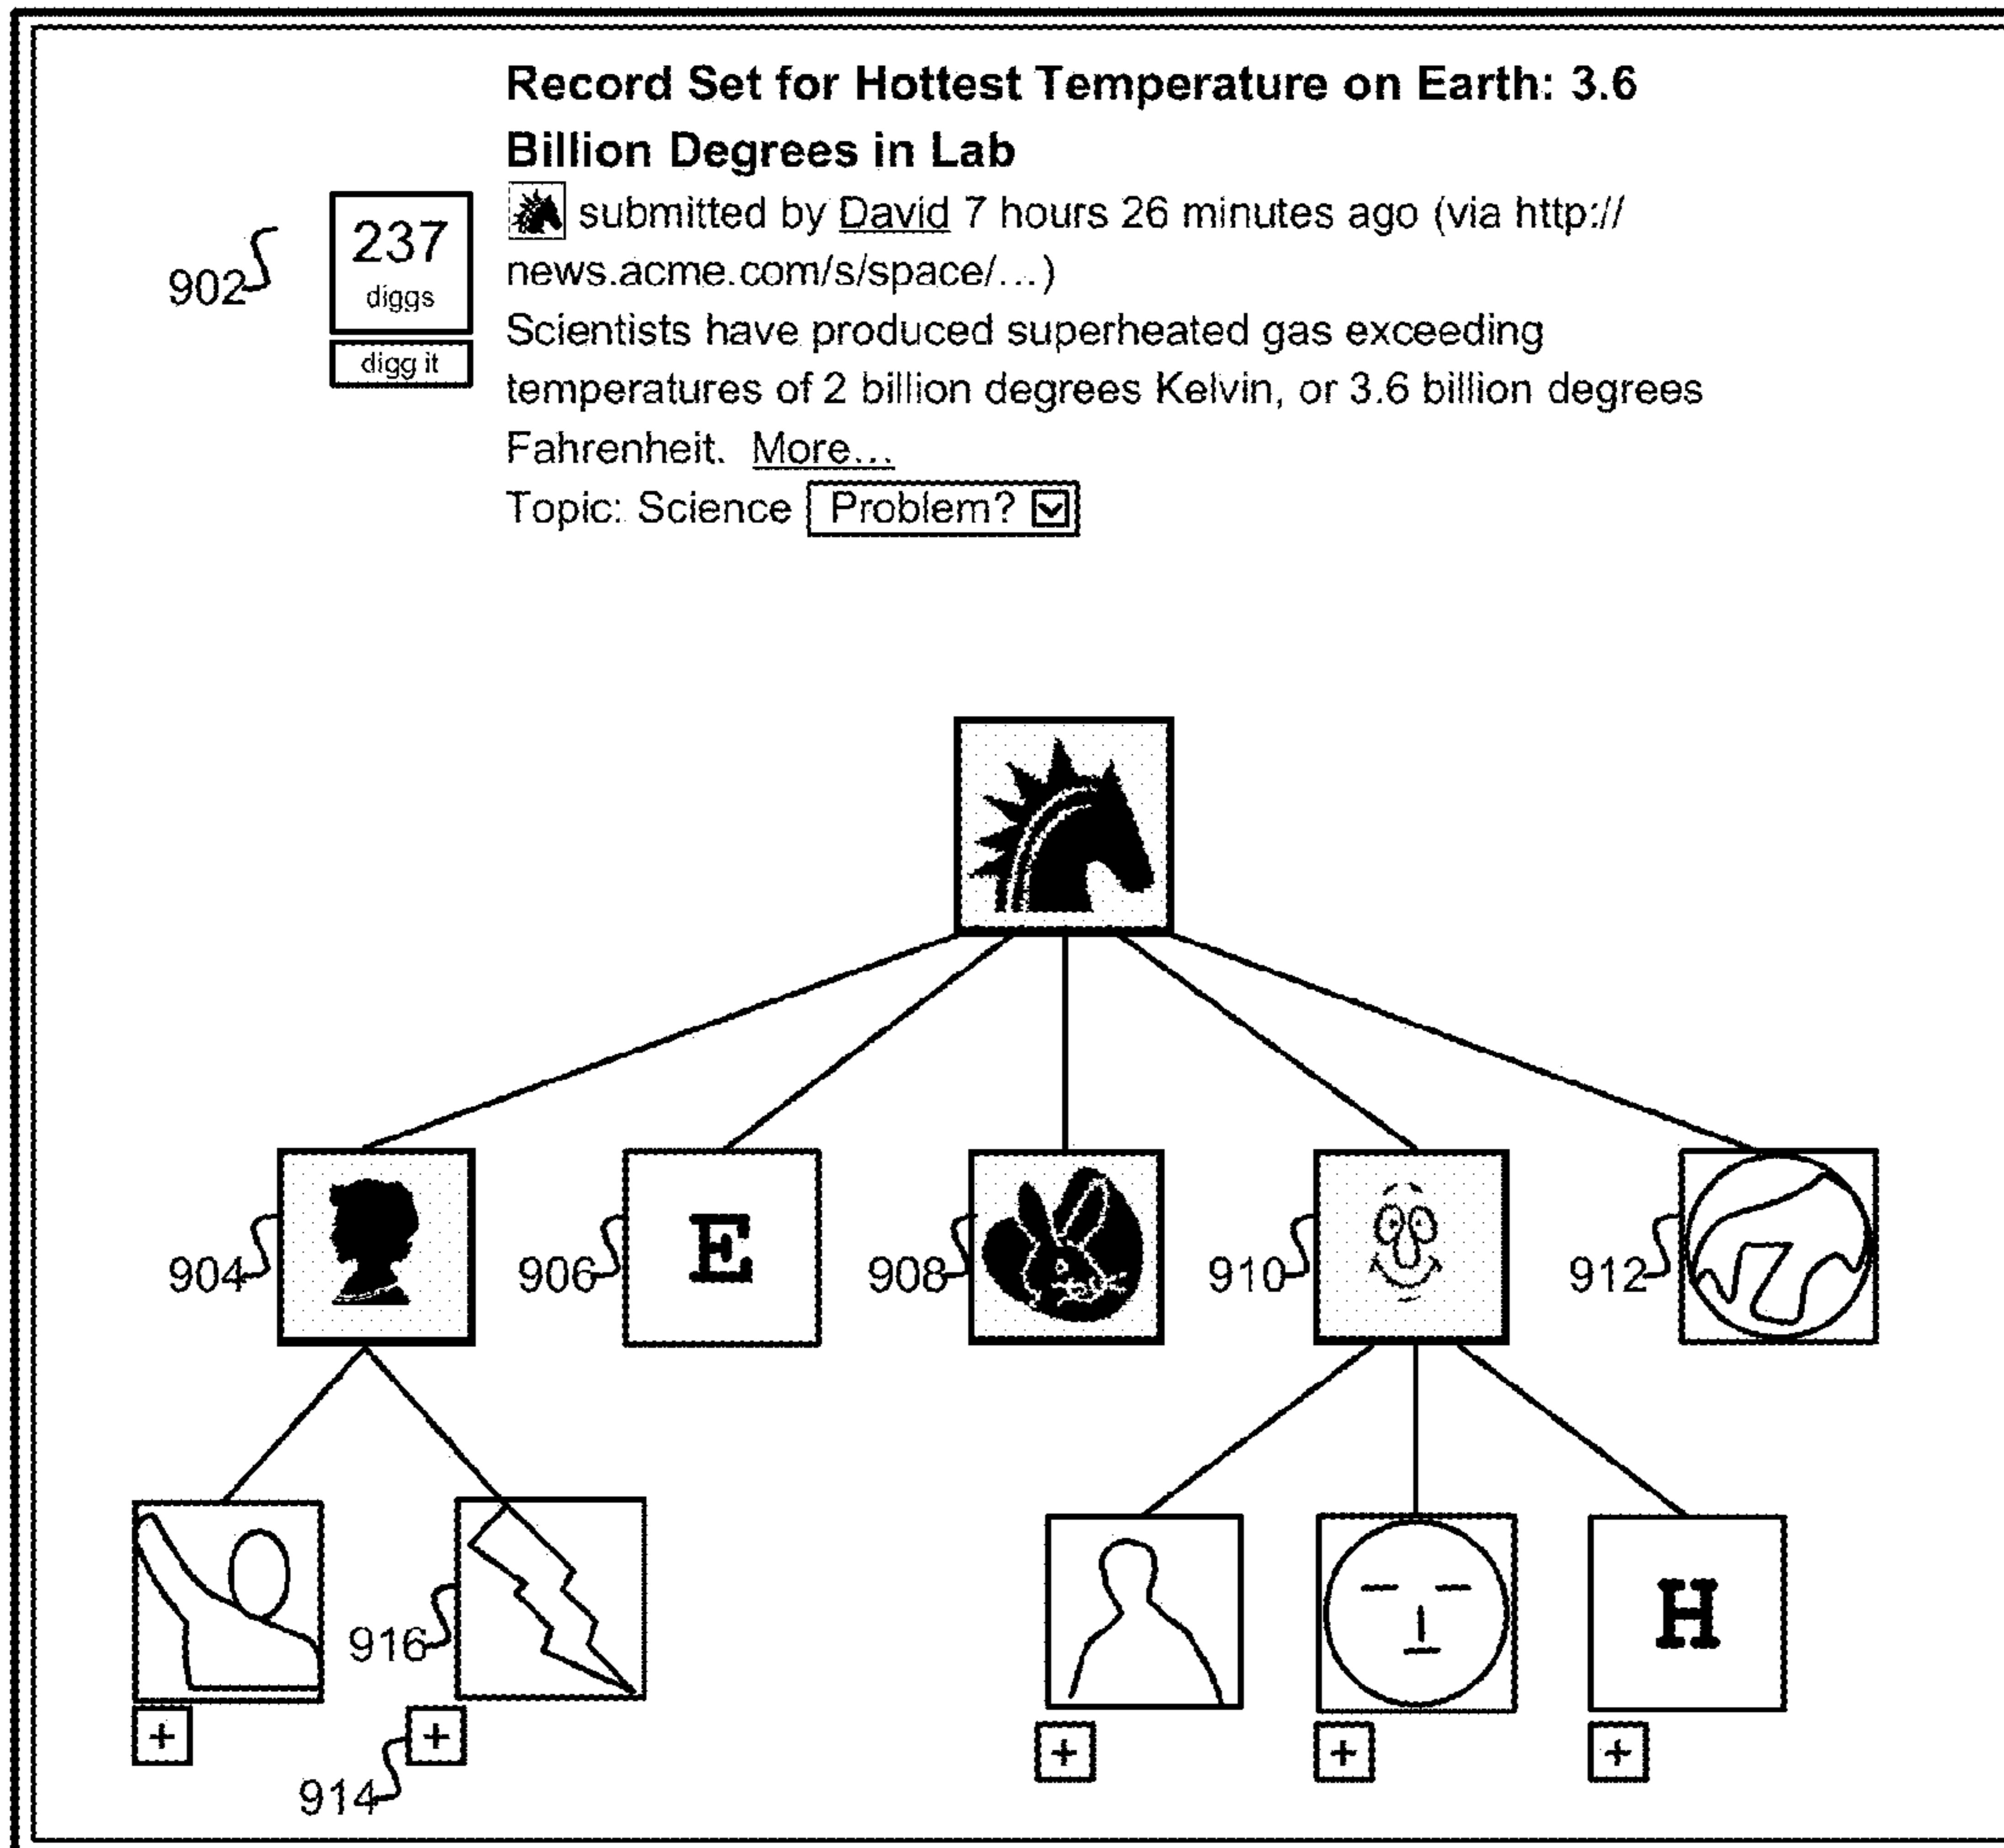 Record Set for Hottest Temperature on Earth: 3.6
Billion Degrees in Lab
submitted by David 7 hours 26 minutes ago (via http://
news.acme.com/s/space/...)
Scientists have produced superheated gas exceeding
temperatures of 2 billion degrees Kelvin, or 3.6 billion degrees
Fahrenheit. More...
Topic: Science Problem?
902
237
diggs
digg it
904
906
E
908
910
912
916
H
+
+
+
+
+
914